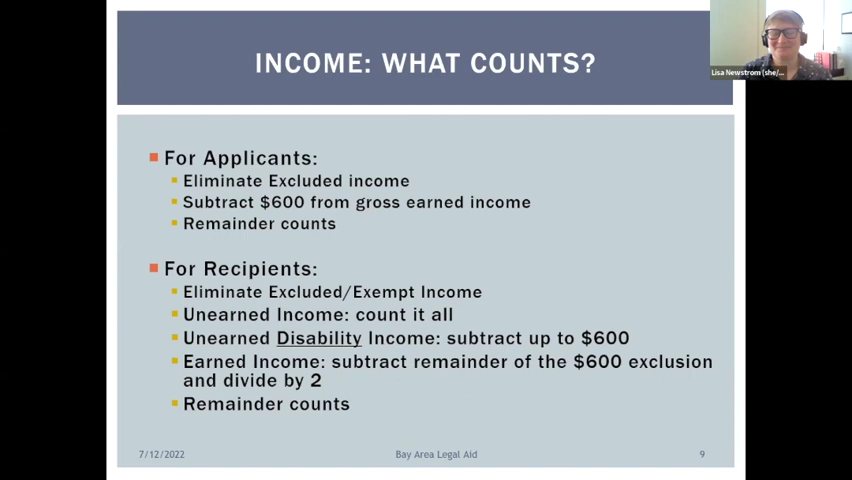 INCOME: WHAT COUNTS?
Lisa Newstrom (she/...
For Applicants:
Eliminate Excluded income
Subtract $600 from gross earned income
Remainder counts
For Recipients:
Eliminate Excluded/Exempt Income
Unearned Income: count it all
Unearned Disability Income: subtract up to $600
Earned Income: subtract remainder of the $600 exclusion
and divide by 2
Remainder counts
7/12/2022
Bay Area Legal Aid
9